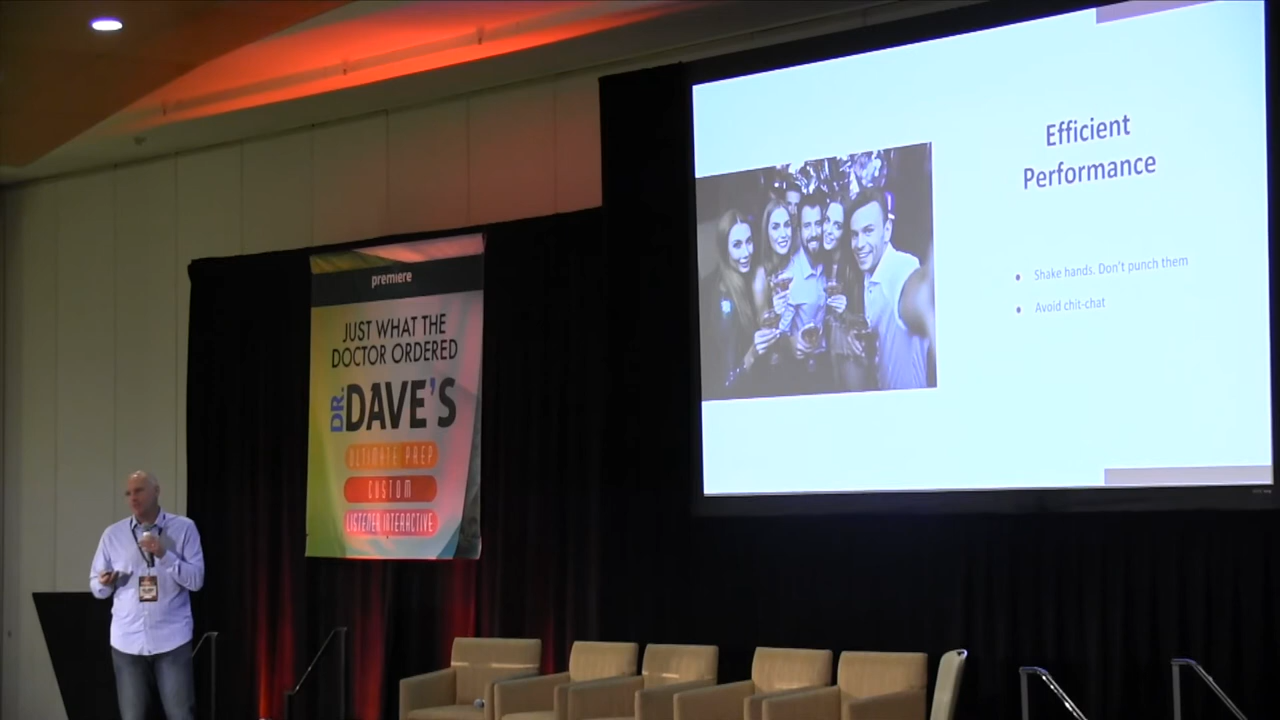 premiere
JUST WHAT THE
DOCTOR ORDERED
DR. DAVE'S
ULTIMATE PREP
CUSTOM
LISTENER INTERACTIVE
Efficient
Performance
• Shake hands. Don't punch them
• Avoid chit-chat